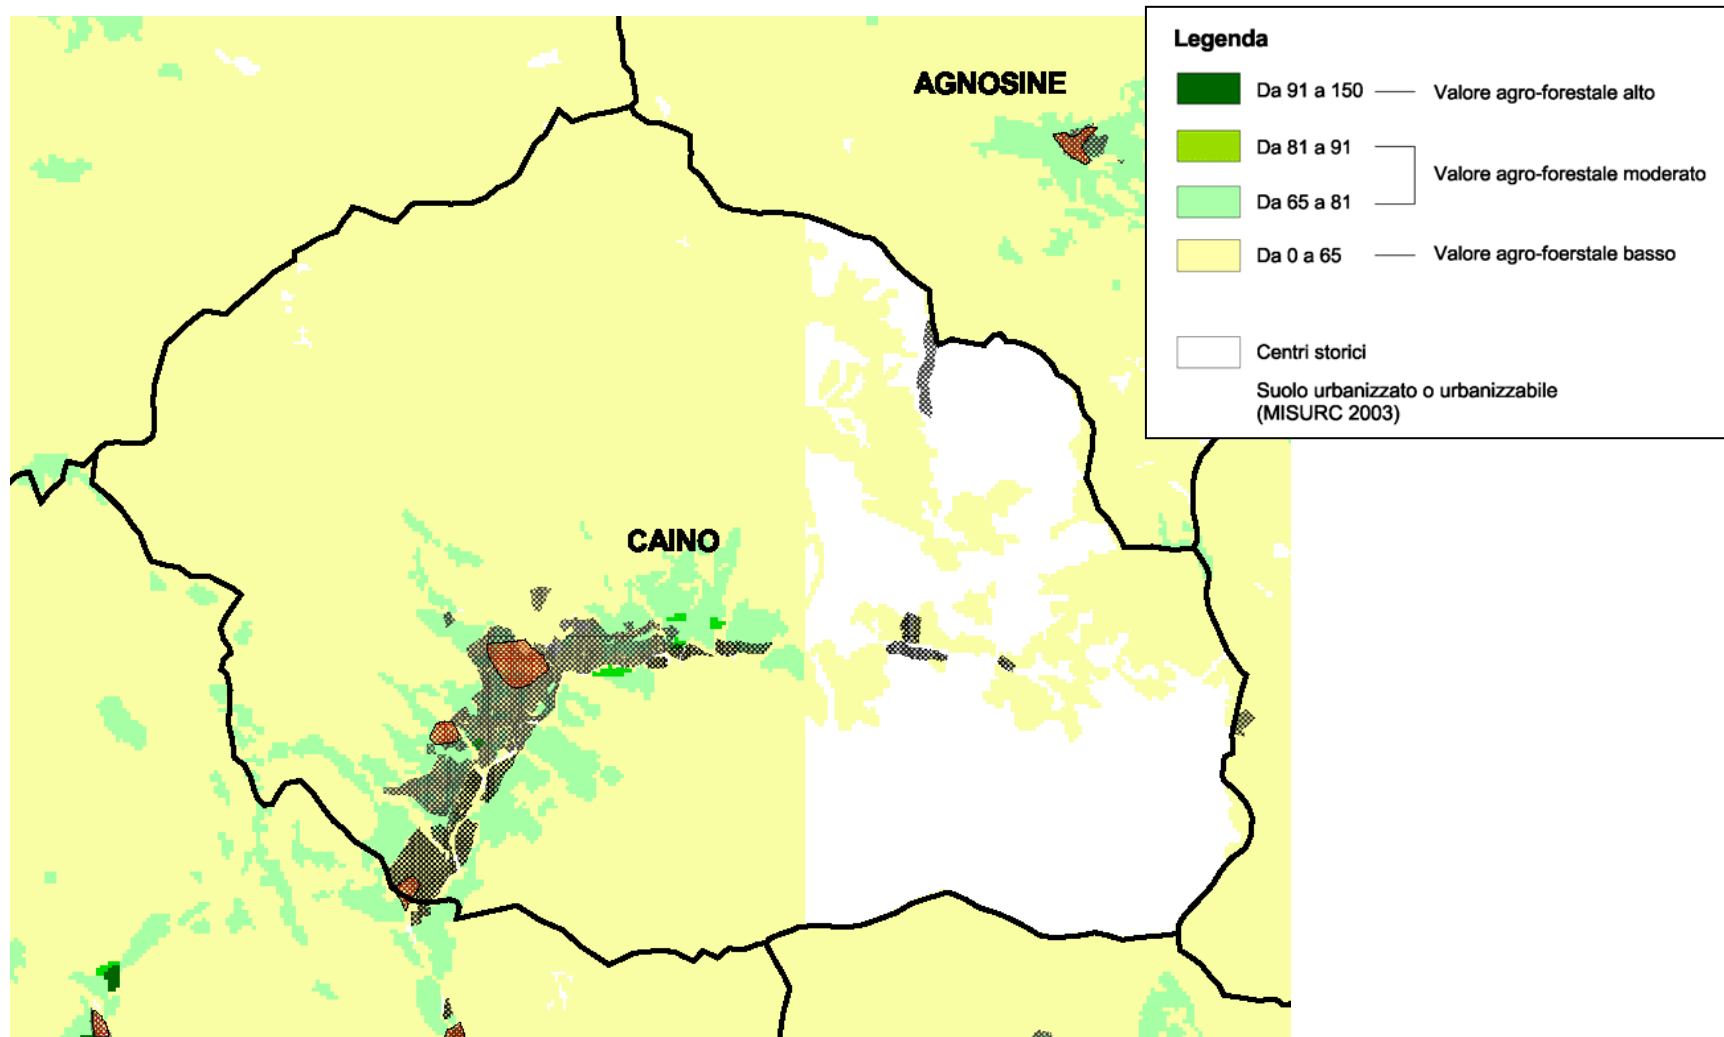 AGNOSINE
CAINO
Legenda
Da 91 a 150
Valore agro-forestale alto
Da 81 a 91
Valore agro-forestale moderato
Da 65 a 81
Da 0 a 65
Valore agro-foerstale basso
Centri storici
Suolo urbanizzato o urbanizzabile
(MISURC 2003)